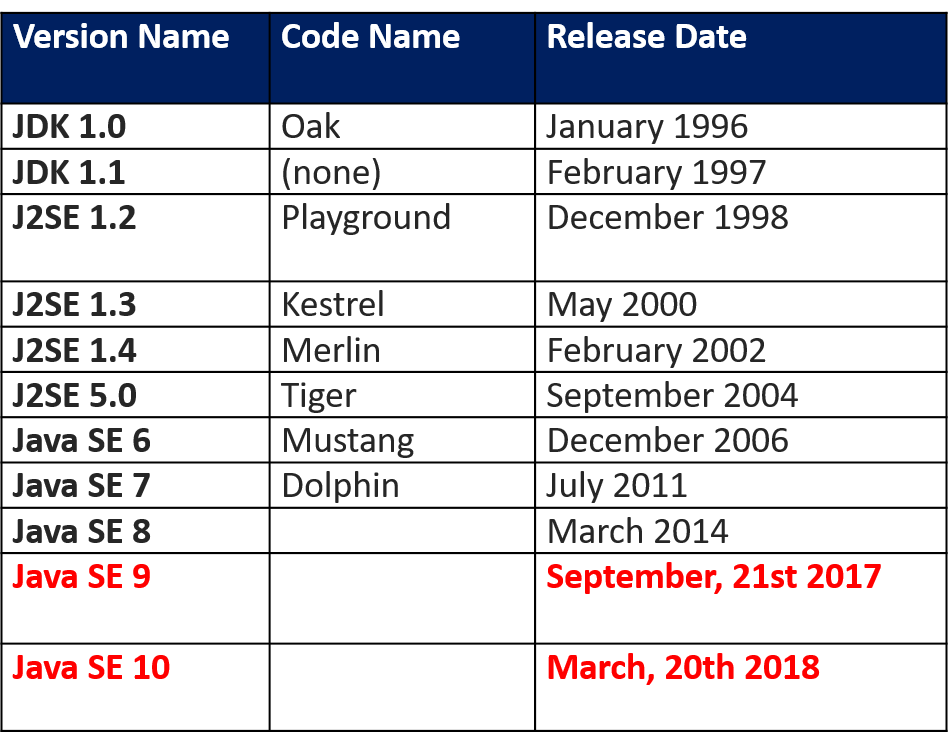 Version Name Code Name Release Date
JDK 1.0 Oak January 1996
JDK 1.1 (none) February 1997
J2SE 1.2 Playground December 1998
J2SE 1.3 Kestrel May 2000
J2SE 1.4 Merlin February 2002
J2SE 5.0 Tiger September 2004
Java SE 6 Mustang December 2006
Java SE 7 Dolphin July 2011
Java SE 8 March 2014
Java SE 9 September, 21st 2017
Java SE 10 March, 20th 2018